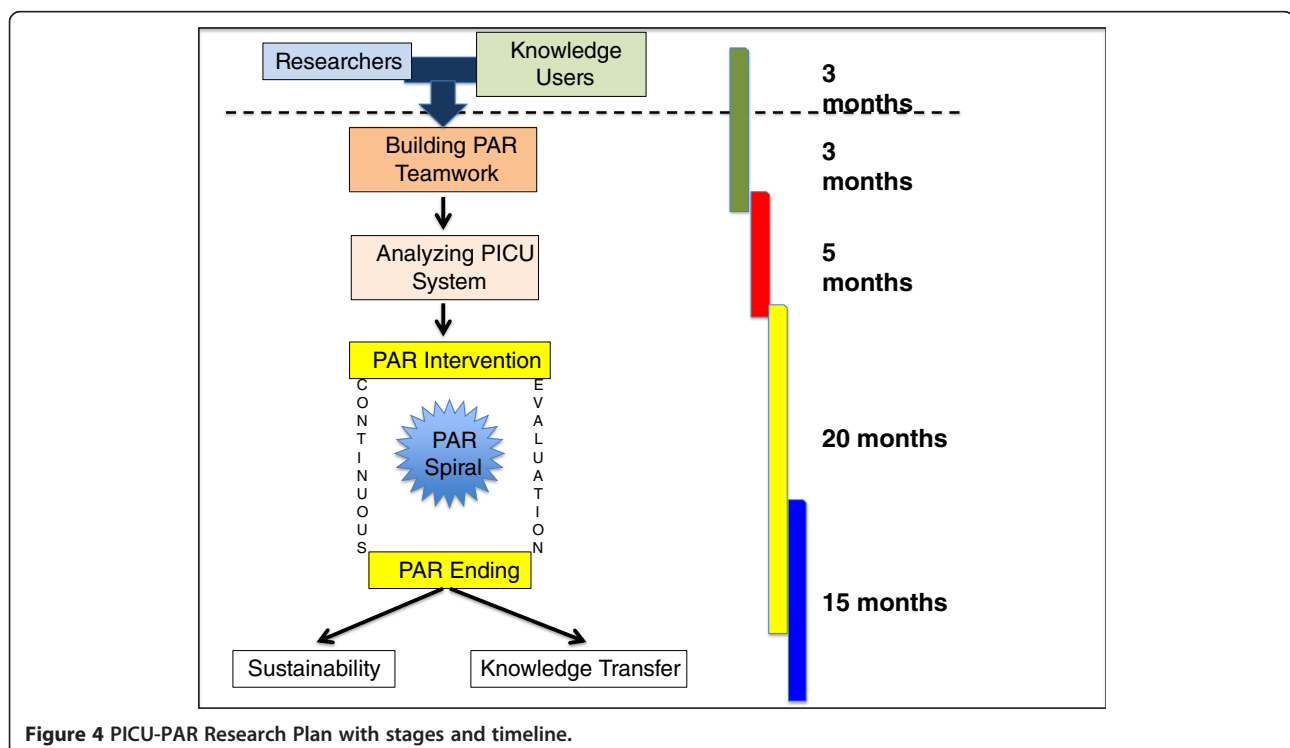 Researchers
Knowledge
Users
3
months
Building PAR
Teamwork
3
months
Analyzing PICU
System
5
months
PAR Intervention
CONTINUOUS
EVALUATION
PAR
Spiral
20 months
PAR Ending
15 months
Sustainability
Knowledge Transfer
Figure 4 PICU-PAR Research Plan with stages and timeline.